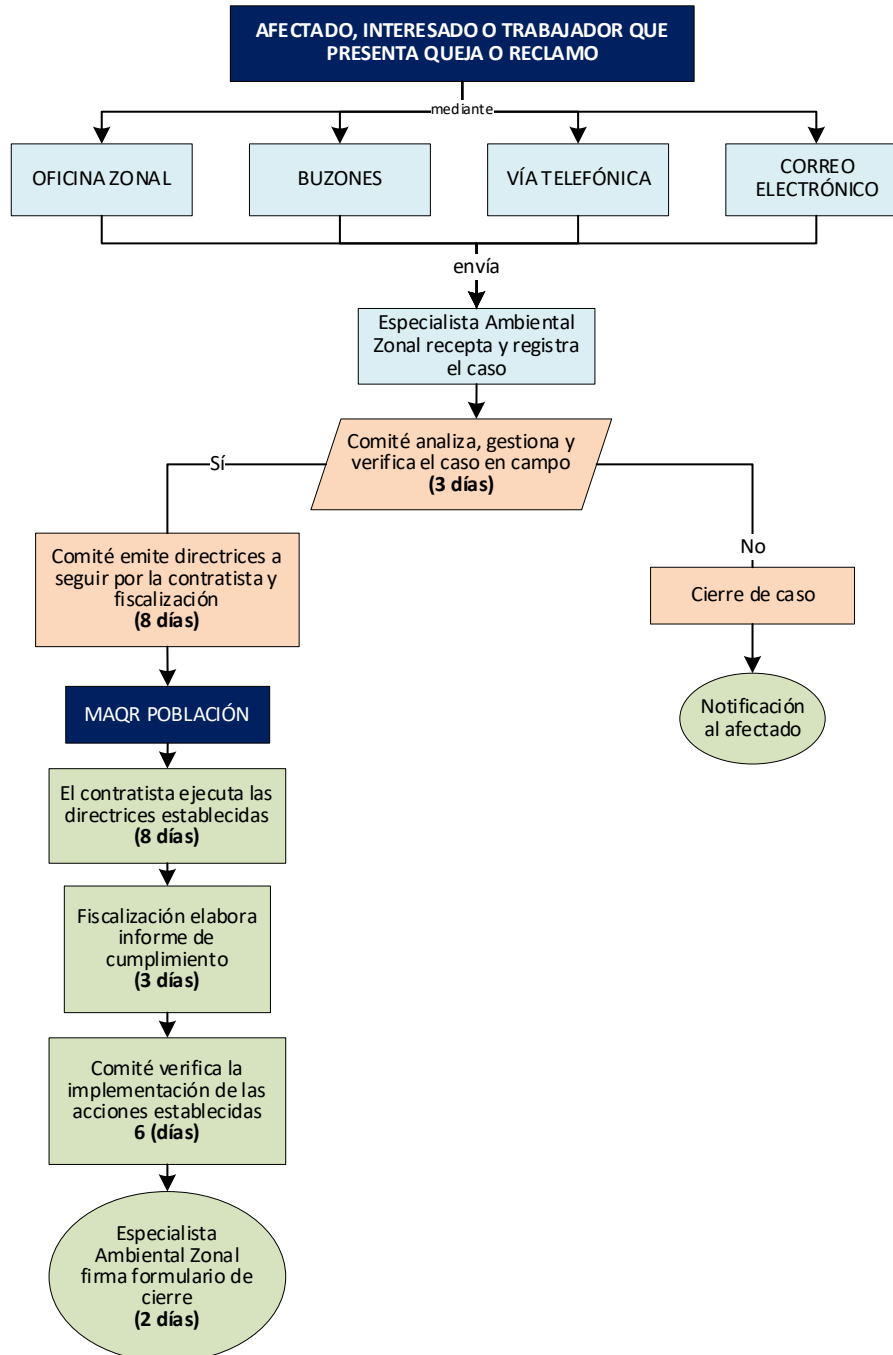 AFECTADO, INTERESADO O TRABAJADOR QUE
PRESENTA QUEJA O RECLAMO
mediante
OFICINA ZONAL
BUZONES
VÍA TELEFÓNICA
CORREO
ELECTRÓNICO
envía
Especialista Ambiental
Zonal recepta y registra
el caso
Comité analiza, gestiona y
verifica el caso en campo
(3 días)
Sí
No
Comité emite directrices a
seguir por la contratista y
fiscalización
(8 días)
Cierre de caso
MAQR POBLACIÓN
Notificación
al afectado
El contratista ejecuta las
directrices establecidas
(8 días)
Fiscalización elabora
informe de
cumplimiento
(3 días)
Comité verifica la
implementación de las
acciones establecidas
6 (días)
Especialista
Ambiental Zonal
firma formulario de
cierre
(2 días)